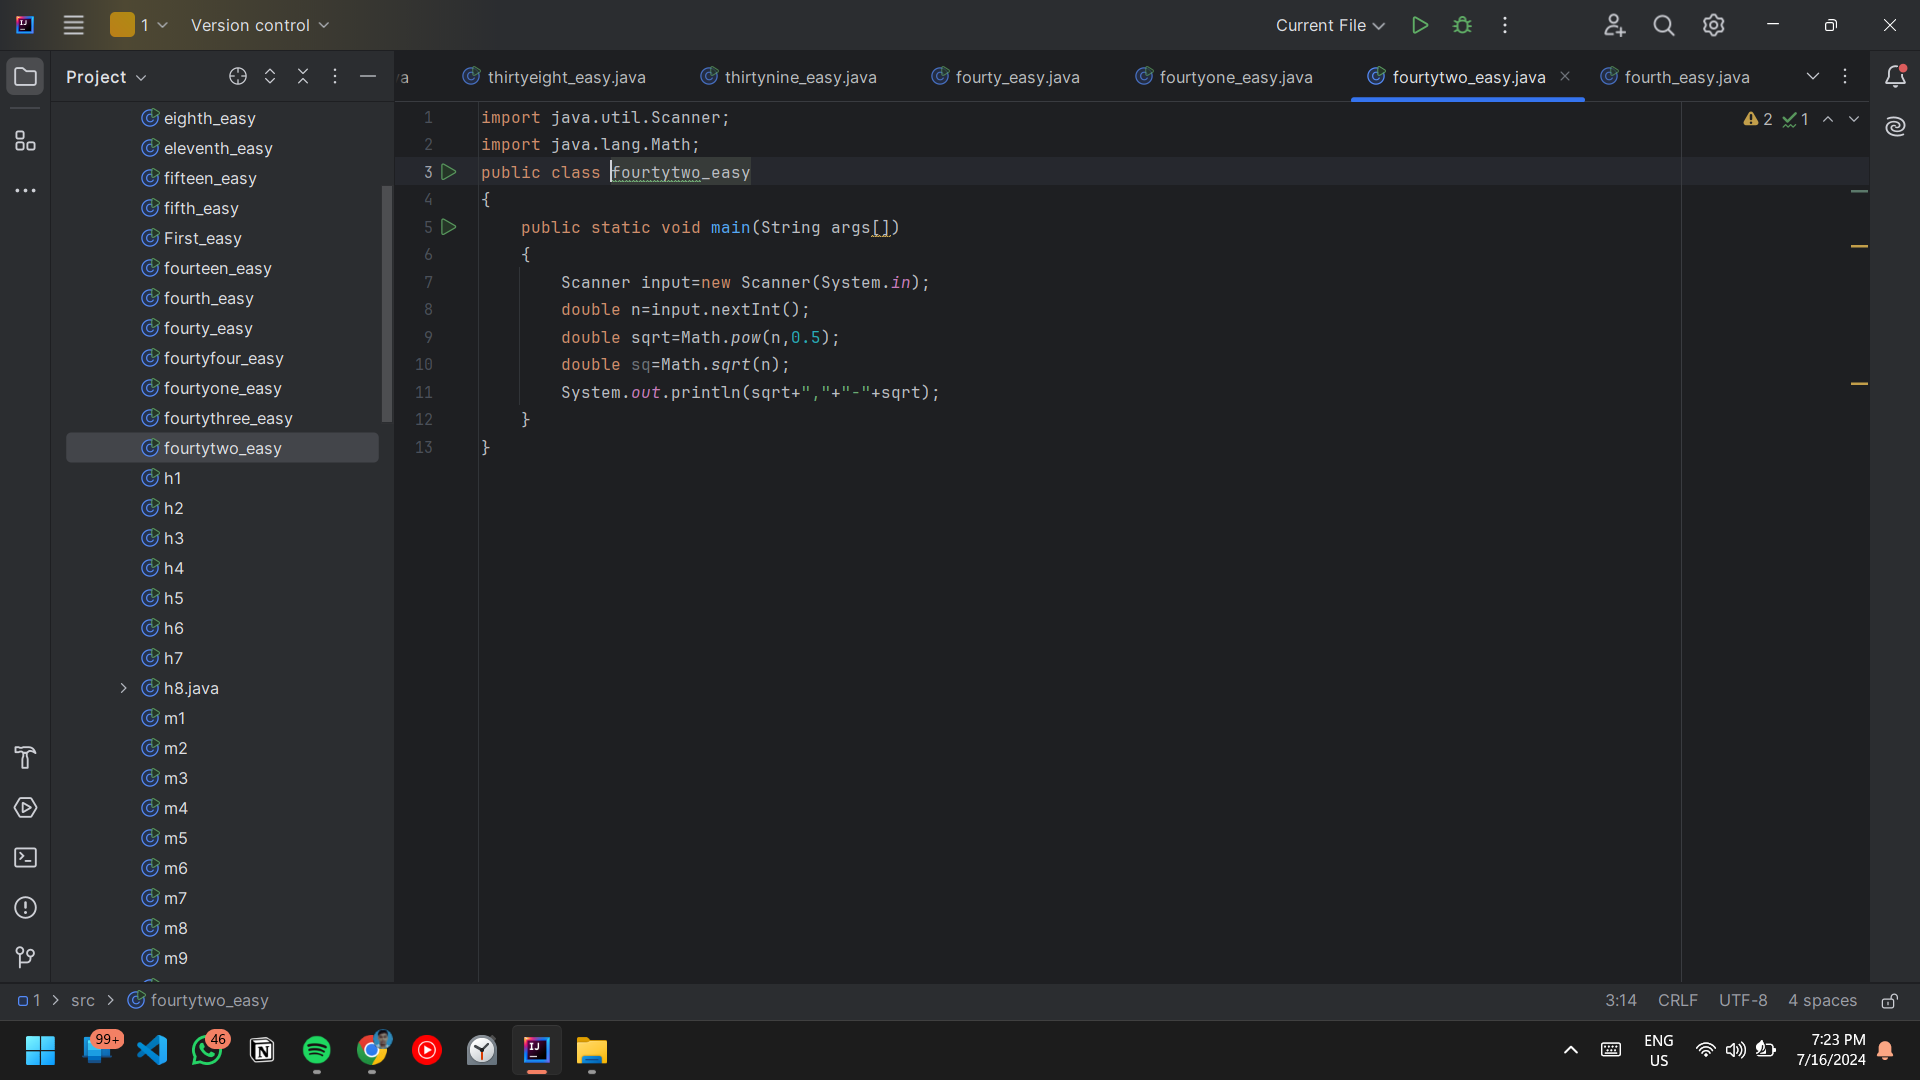 1
Version control
Current File
Project
thirtyeight_easy.java
thirtynine_easy.java
fourty_easy.java
fourtyone_easy.java
fourtytwo_easy.java
fourth_easy.java
eighth_easy
eleventh_easy
fifteen_easy
fifth_easy
First_easy
fourteen_easy
fourth_easy
fourty_easy
fourtyfour_easy
fourtyone_easy
fourtythree_easy
fourtytwo_easy
h1
h2
h3
h4
h5
h6
h7
h8.java
m1
m2
m3
m4
m5
m6
m7
m8
m9
1 import java.util.Scanner;
2 import java.lang.Math;
3 public class fourtytwo_easy
4 {
5 public static void main(String args[])
6 {
7 Scanner input=new Scanner(System.in);
8 double n=input.nextInt();
9 double sqrt=Math.pow(n,0.5);
10 double sq=Math.sqrt(n);
11 System.out.println(sqrt+","+"-"+sqrt);
12 }
13 }
2 1
1 > src > fourtytwo_easy
3:14 CRLF UTF-8 4 spaces
99+
46
IJ
ENG
US
7:23 PM
7/16/2024